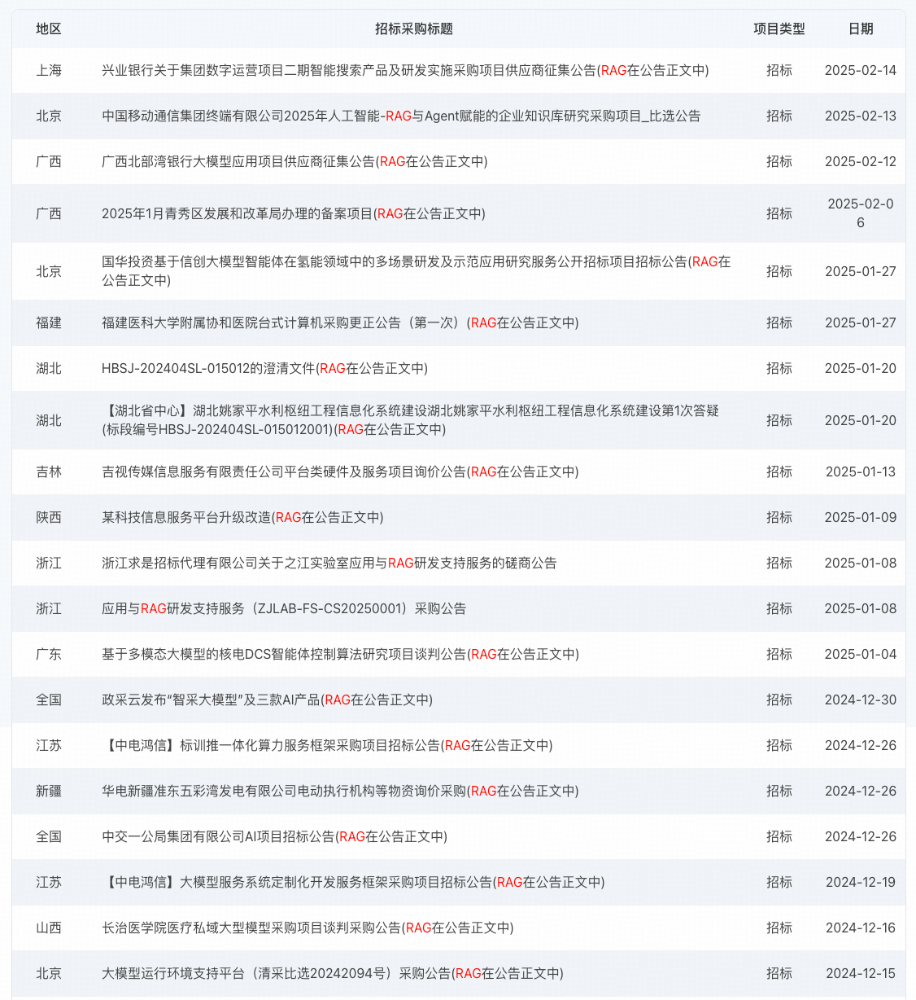 地区 招标采购标题 项目类型 日期
上海 兴业银行关于集团数字运营项目二期智能搜索产品及研发实施采购项目供应商征集公告(RAG在公告正文中) 招标 2025-02-14
北京 中国移动通信集团终端有限公司2025年人工智能-RAG与Agent赋能的企业知识库研究采购项目_比选公告 招标 2025-02-13
广西 广西北部湾银行大模型应用项目供应商征集公告(RAG在公告正文中) 招标 2025-02-12
广西 2025年1月青秀区发展和改革局办理的备案项目(RAG在公告正文中) 招标 2025-02-0
6
北京 国华投资基于信创大模型智能体在氢能领域中的多场景研发及示范应用研究服务公开招标项目招标公告(RAG在
公告正文中) 招标 2025-01-27
福建 福建医科大学附属协和医院台式计算机采购更正公告（第一次）(RAG在公告正文中) 招标 2025-01-27
湖北 HBSJ-202404SL-015012的澄清文件(RAG在公告正文中) 招标 2025-01-20
湖北 【湖北省中心】湖北姚家平水利枢纽工程信息化系统建设湖北姚家平水利枢纽工程信息化系统建设第1次答疑
(标段编号HBSJ-202404SL-015012001)(RAG在公告正文中) 招标 2025-01-20
吉林 吉视传媒信息服务有限责任公司平台类硬件及服务项目询价公告(RAG在公告正文中) 招标 2025-01-13
陕西 某科技信息服务平台升级改造(RAG在公告正文中) 招标 2025-01-09
浙江 浙江求是招标代理有限公司关于之江实验室应用与RAG研发支持服务的磋商公告 招标 2025-01-08
浙江 应用与RAG研发支持服务（ZJLAB-FS-CS20250001）采购公告 招标 2025-01-08
广东 基于多模态大模型的核电DCS智能体控制算法研究项目谈判公告(RAG在公告正文中) 招标 2025-01-04
全国 政采云发布“智采大模型”及三款AI产品(RAG在公告正文中) 招标 2024-12-30
江苏 【中电鸿信】标训推一体化算力服务框架采购项目招标公告(RAG在公告正文中) 招标 2024-12-26
新疆 华电新疆准东五彩湾发电有限公司电动执行机构等物资询价采购(RAG在公告正文中) 招标 2024-12-26
全国 中交一公局集团有限公司AI项目招标公告(RAG在公告正文中) 招标 2024-12-26
江苏 【中电鸿信】大模型服务系统定制化开发服务框架采购项目招标公告(RAG在公告正文中) 招标 2024-12-19
山西 长治医学院医疗私域大型模型采购项目谈判采购公告(RAG在公告正文中) 招标 2024-12-16
北京 大模型运行环境支持平台（清采比选20242094号）采购公告(RAG在公告正文中) 招标 2024-12-15